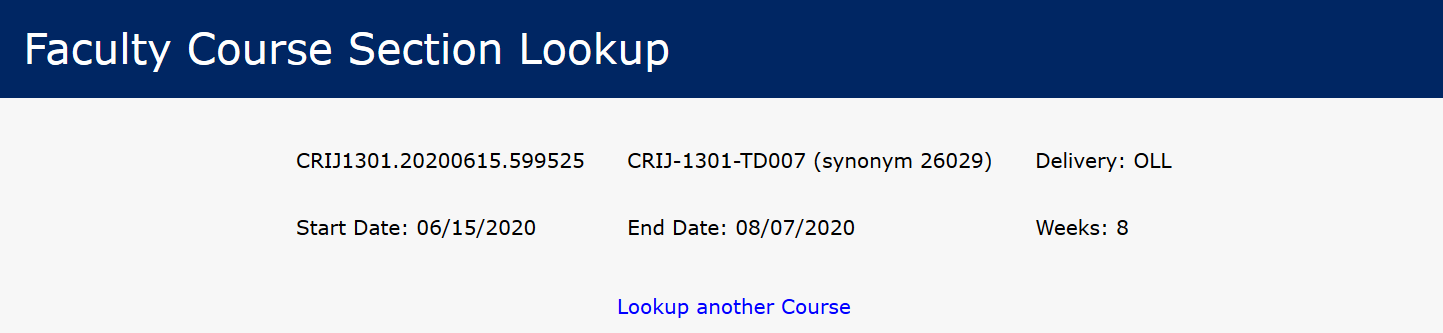 Faculty Course Section Lookup
CRIJ1301.20200615.599525 CRIJ-1301-TD007 (synonym 26029) Delivery: OLL
Start Date: 06/15/2020 End Date: 08/07/2020 Weeks: 8
Lookup another Course